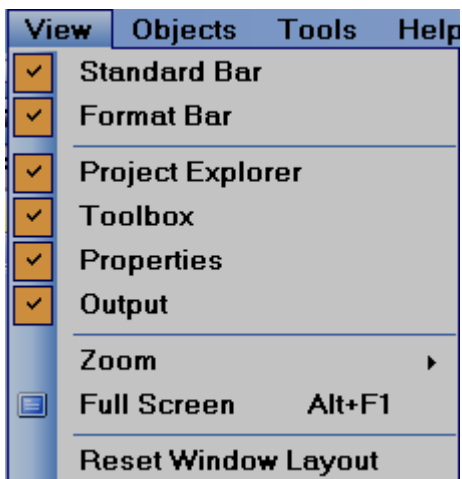 View Objects Tools Help
Standard Bar
Format Bar
Project Explorer
Toolbox
Properties
Output
Zoom
Full Screen Alt+F1
Reset Window Layout